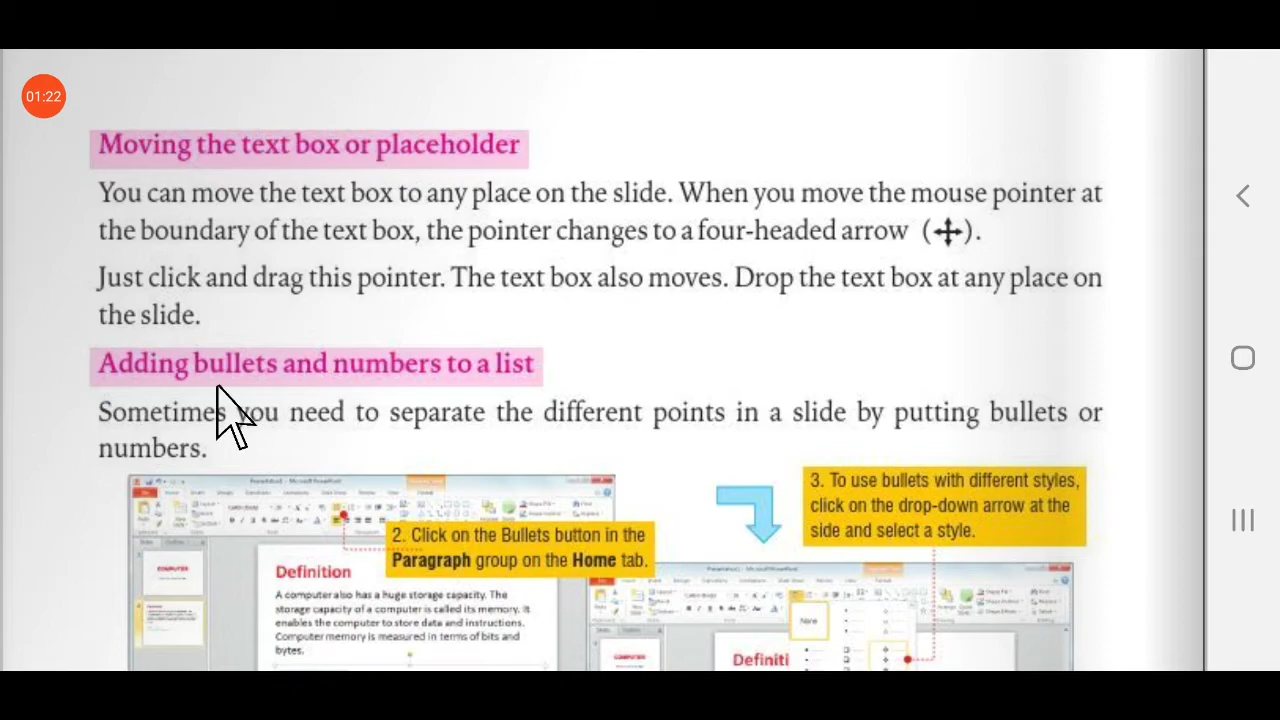 01:22
Moving the text box or placeholder
You can move the text box to any place on the slide. When you move the mouse pointer at
the boundary of the text box, the pointer changes to a four-headed arrow ( ).
Just click and drag this pointer. The text box also moves. Drop the text box at any place on
the slide.
Adding bullets and numbers to a list
Sometimes you need to separate the different points in a slide by putting bullets or
numbers.
3. To use bullets with different styles,
click on the drop-down arrow at the
side and select a style.
2. Click on the Bullets button in the
Paragraph group on the Home tab.
COMPUTER
Definition
A computer also has a huge storage capacity. The
storage capacity of a computer is called its memory. It
enables the computer to store data and instructions.
Computer memory is measured in terms of bits and
bytes.
None
COMPUTER
Definiti